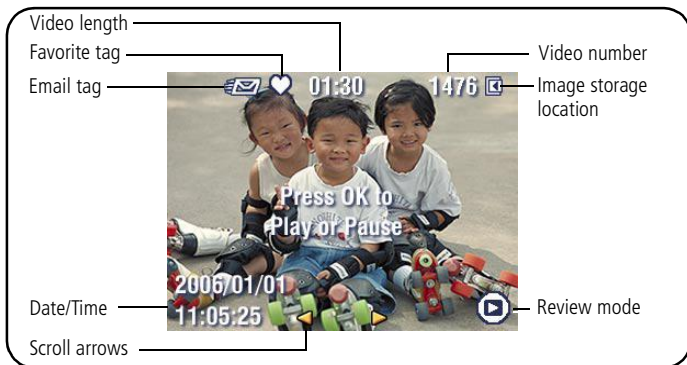 Video length
Favorite tag
Email tag
Video number
Image storage
location
01:30
1476
Press OK to
Play or Pause
2006/01/01
11:05:25
Date/Time
Scroll arrows
Review mode